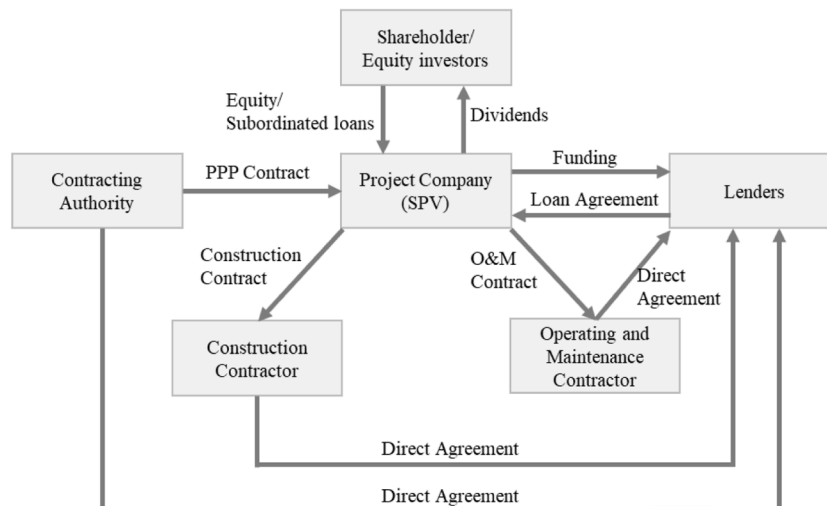 Shareholder/
Equity investors
Equity/
Subordinated loans
Dividends
Contracting
Authority
PPP Contract
Project Company
(SPV)
Funding
Loan Agreement
Lenders
Construction
Contract
O&M
Contract
Direct
Agreement
Construction
Contractor
Operating and
Maintenance
Contractor
Direct Agreement
Direct Agreement